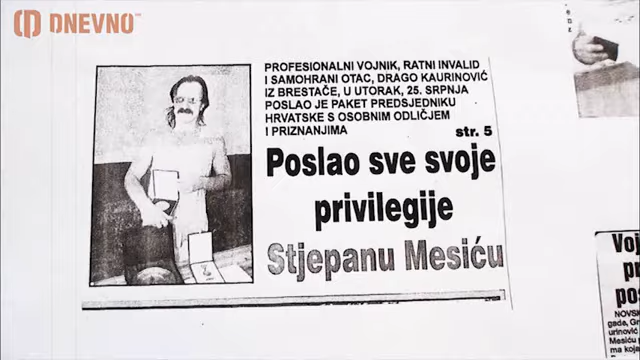 DNEVNO
PROFESIONALNI VOJNIK, RATNI INVALID
I SAMOHRANI OTAC, DRAGO KAURINOVIĆ
IZ BRESTAČE, U UTORAK, 25. SRPNJA
POSLAO JE PAKET PREDSJEDNIKU
HRVATSKE S OSOBNIM ODLIČJEM
I PRIZNANJIMA
str. 5
Poslao sve svoje
privilegije
Stjepanu Mesiću
Voj
pr
pos
NOVSK
gade, Gr
urinović
Mesiću
ma koja